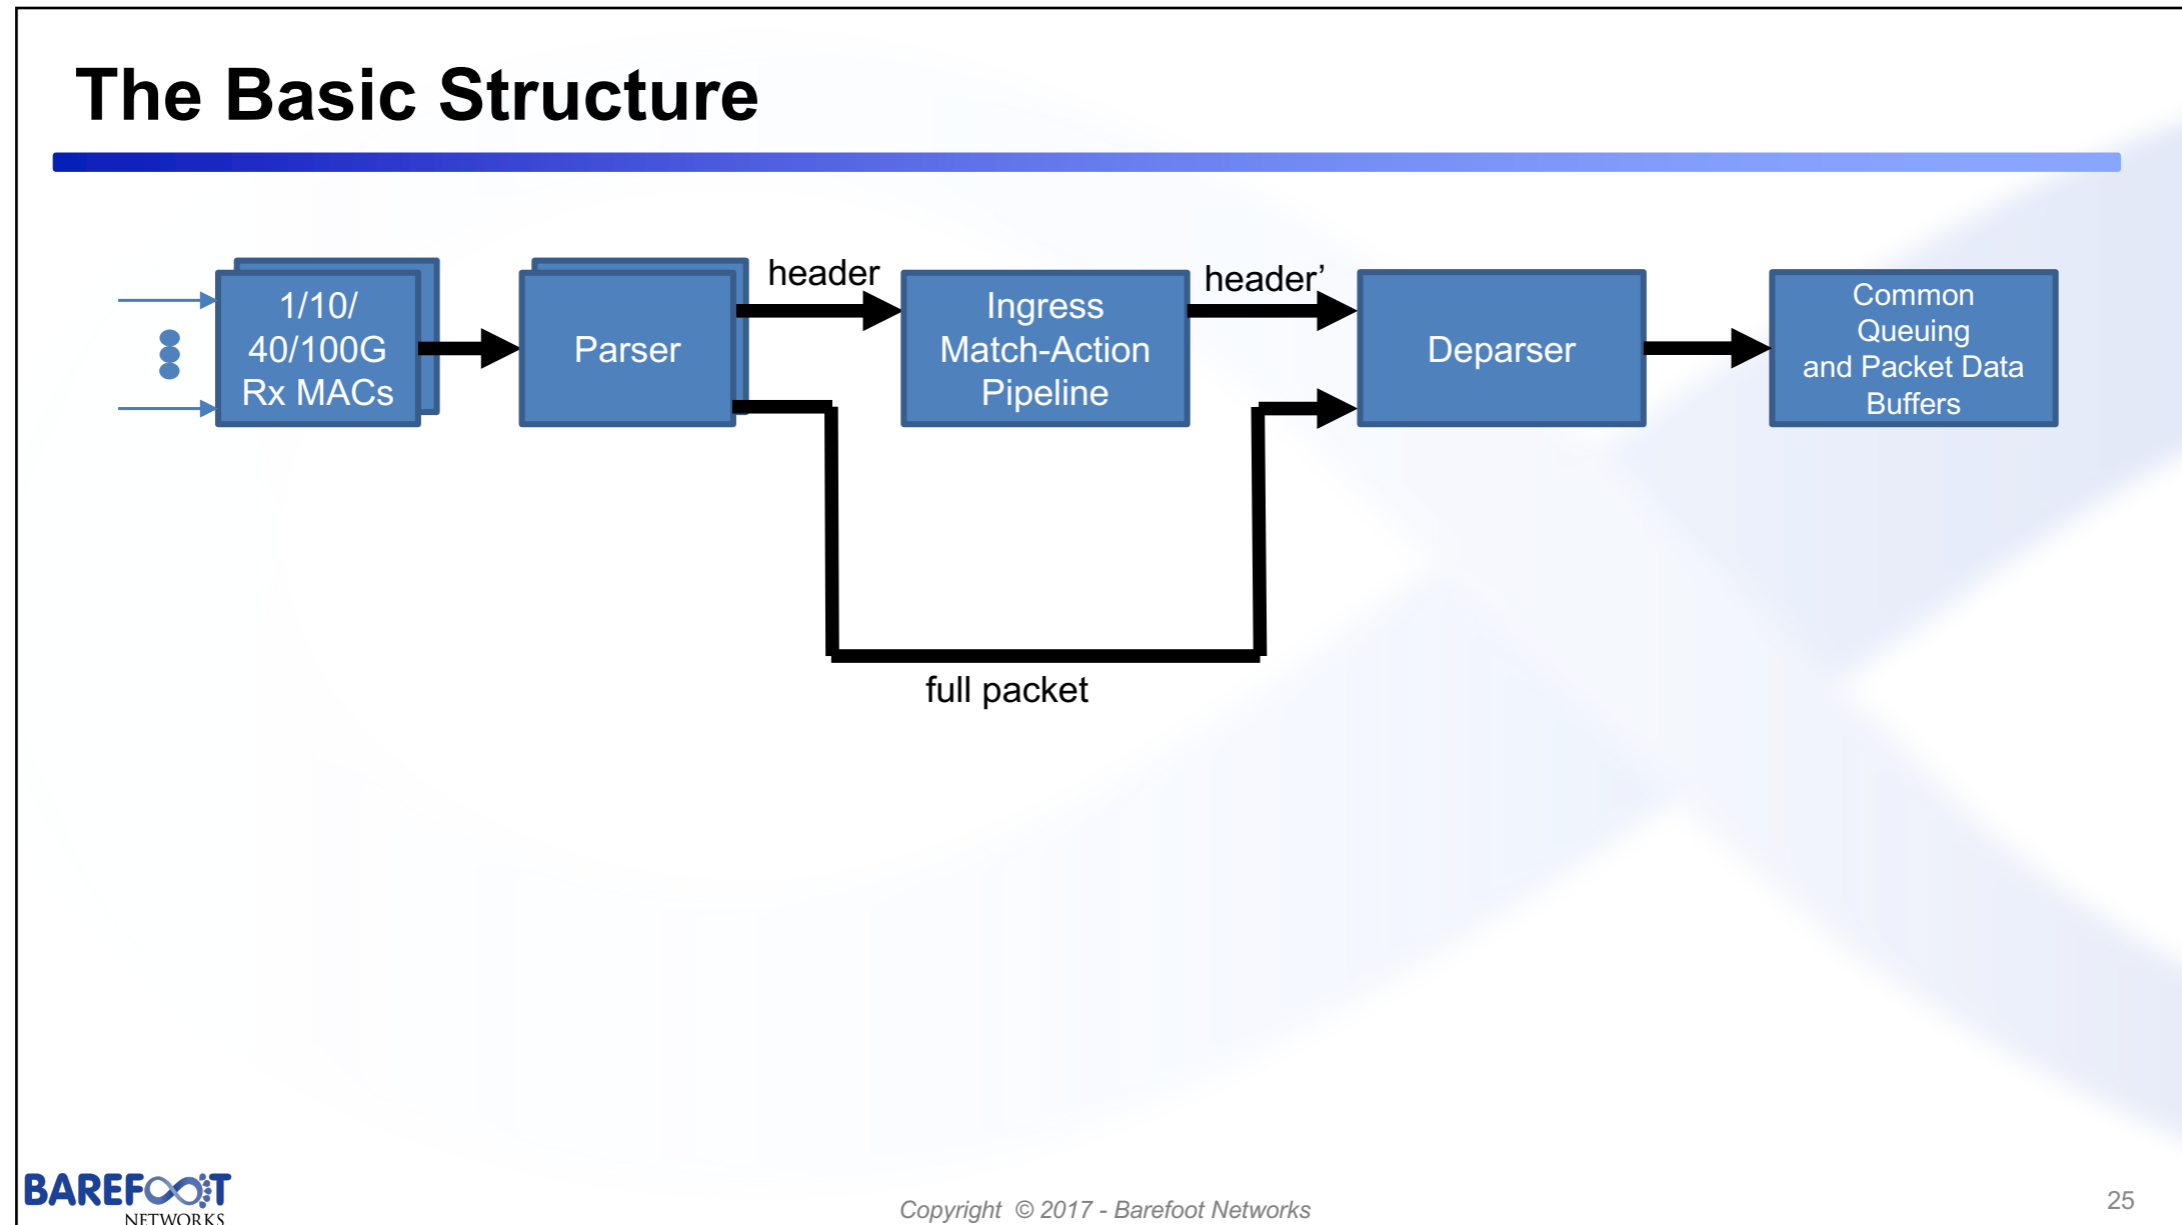 The Basic Structure
1/10/
40/100G
Rx MACs
Parser
header
Ingress
Match-Action
Pipeline
header’
Deparser
Common
Queuing
and Packet Data
Buffers
full packet
BAREFOOT
NETWORKS
Copyright © 2017 - Barefoot Networks
25